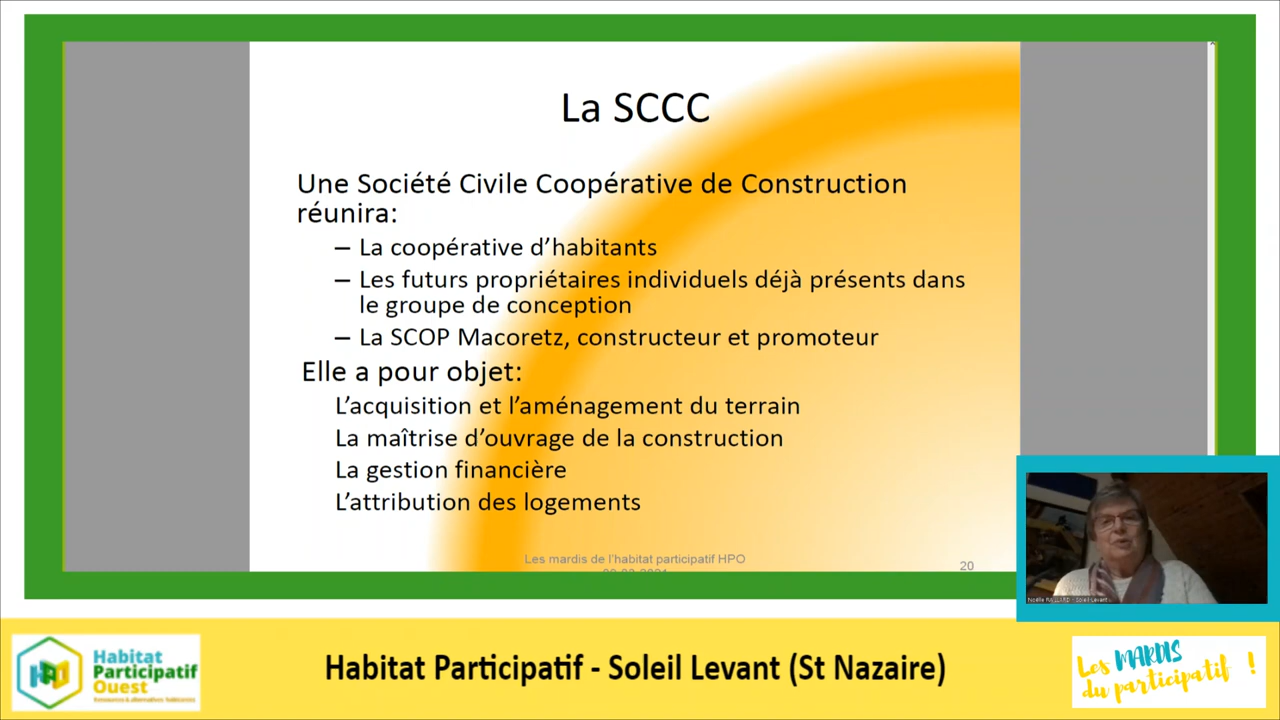 La SCCC
Une Société Civile Coopérative de Construction
réunira:
– La coopérative d’habitants
– Les futurs propriétaires individuels déjà présents dans
le groupe de conception
– La SCOP Macoretz, constructeur et promoteur
Elle a pour objet:
L’acquisition et l’aménagement du terrain
La maîtrise d’ouvrage de la construction
La gestion financière
L’attribution des logements
Les mardis de l’habitat participatif HPO
20
Habitat
Participatif
Ouest
Habitat Participatif - Soleil Levant (St Nazaire)
Les MARDIS
du participatif !